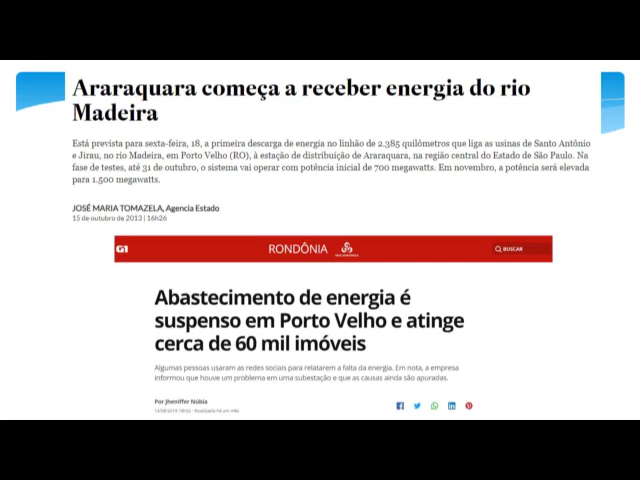 Araraquara começa a receber energia do rio
Madeira
Está prevista para sexta-feira, 18, a primeira descarga de energia no linhão de 2.385 quilômetros que liga as usinas de Santo Antônio
e Jirau, no rio Madeira, em Porto Velho (RO), à estação de distribuição de Araraquara, na região central do Estado de São Paulo. Na
fase de testes, até 31 de outubro, o sistema vai operar com potência inicial de 700 megawatts. Em novembro, a potência será elevada
para 1.500 megawatts.
JOSÉ MARIA TOMAZELA, Agencia Estado
15 de outubro de 2013 | 16h26
G1 RONDÔNIA BUSCAR
Abastecimento de energia é
suspenso em Porto Velho e atinge
cerca de 60 mil imóveis
Algumas pessoas usaram as redes sociais para relatarem a falta da energia. Em nota, a empresa
informou que houve um problema em uma subestação e que as causas ainda são apuradas.
Por Jheniffer Núbia
Atualizado há um mês